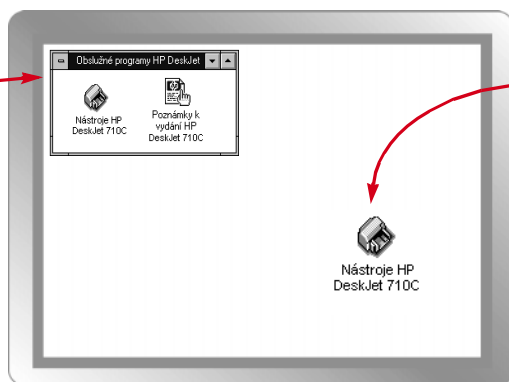 Obslužné programy HP DeskJet
Nástroje HP
DeskJet 710C
Poznámky k
vydání HP
DeskJet 710C
Nástroje HP
DeskJet 710C